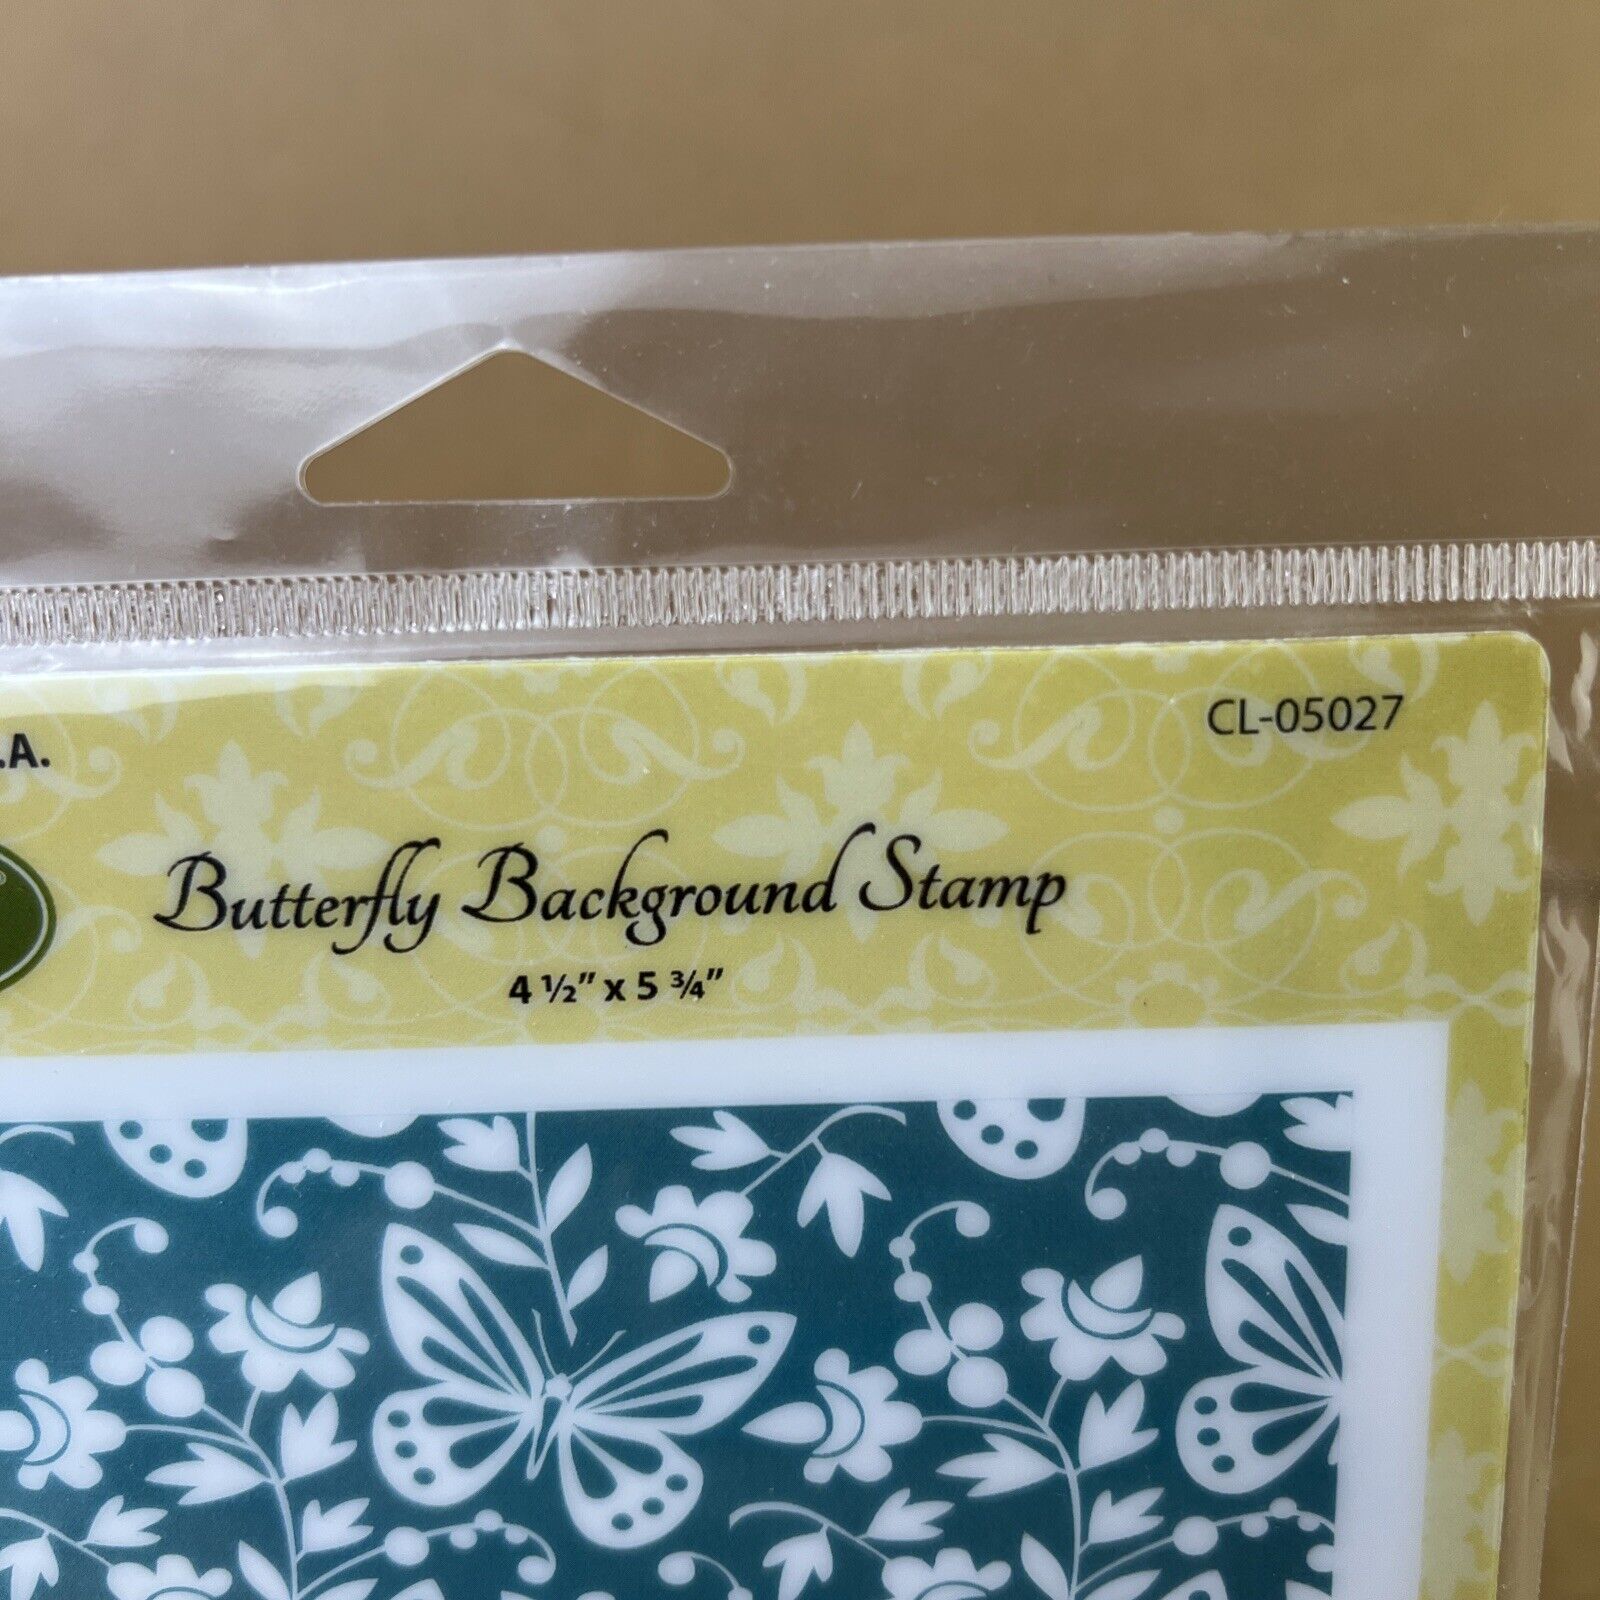 CL-05027
.A.
Butterfly Background Stamp
4 ½" x 5 ¾"